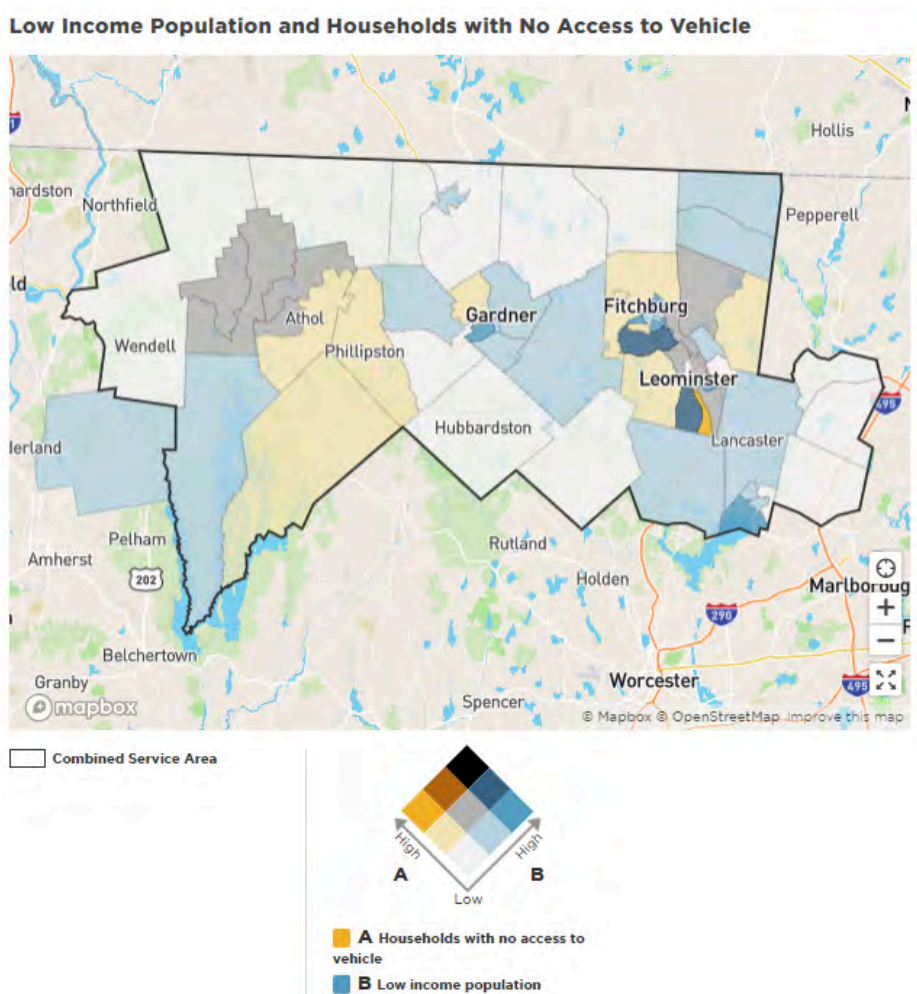 Low Income Population and Households with No Access to Vehicle
Hollis
Northfield
Pepperell
Fitchburg
Gardner
Athol
Wendell
Phillipston
Leominster
495
Hubbardston
Lancaster
Pelham
Rutland
Amherst
202
Holden
Marlboroug
290
Belchertown
Granby
Worcester
495
Spencer
mapbox
© Mapbox © OpenStreetMap Improve this map
Combined Service Area
High
High
A
B
Low
A Households with no access to
vehicle
B Low income population